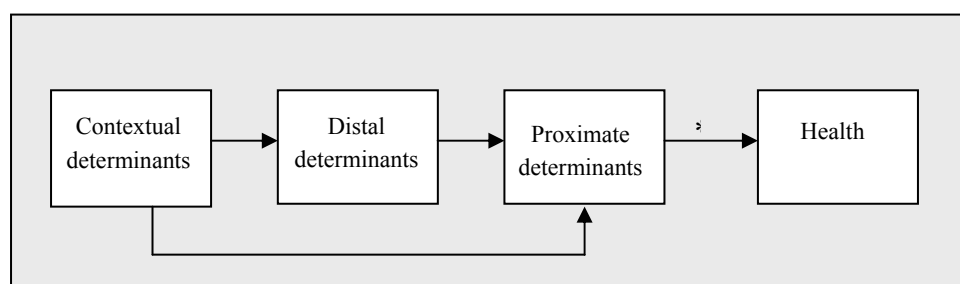 Contextual
determinants
Distal
determinants
Proximate
determinants
Health